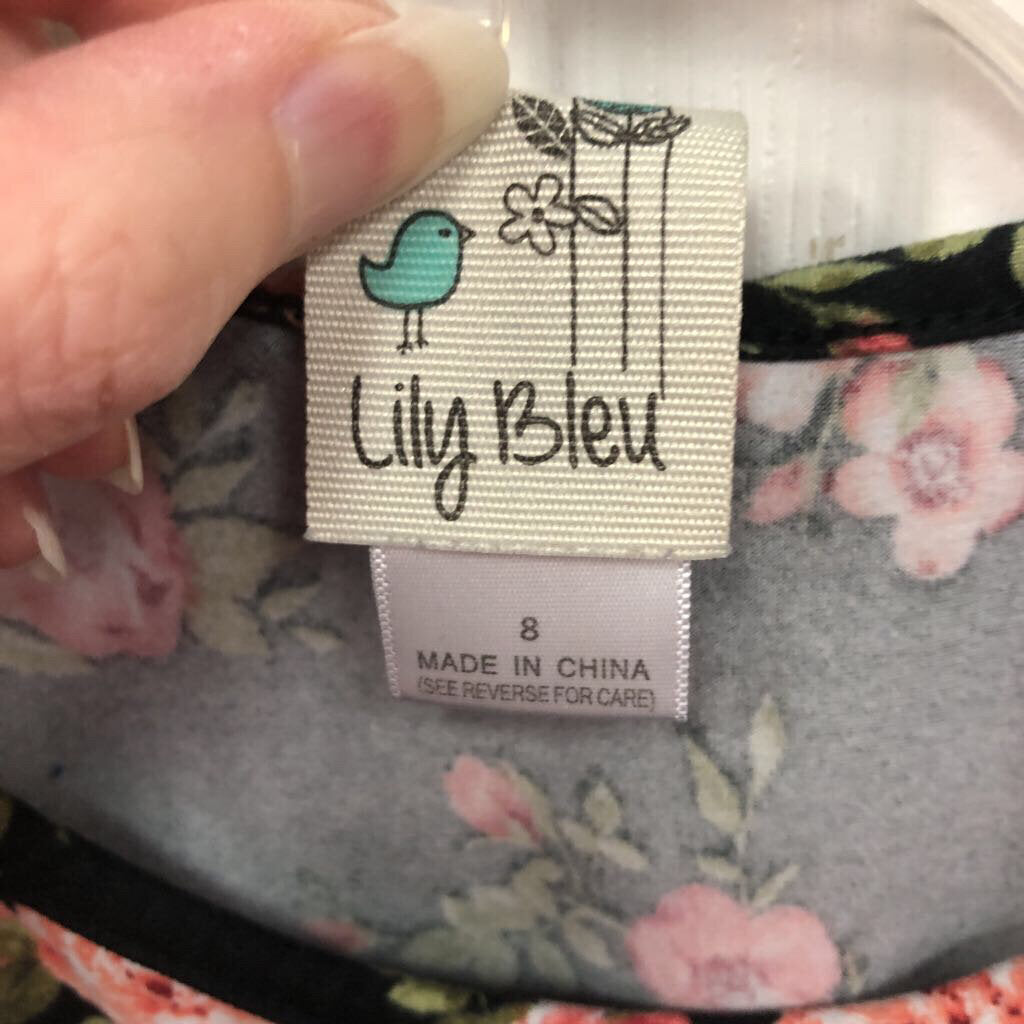 Lily Bleu
8
MADE IN CHINA
(SEE REVERSE FOR CARE)